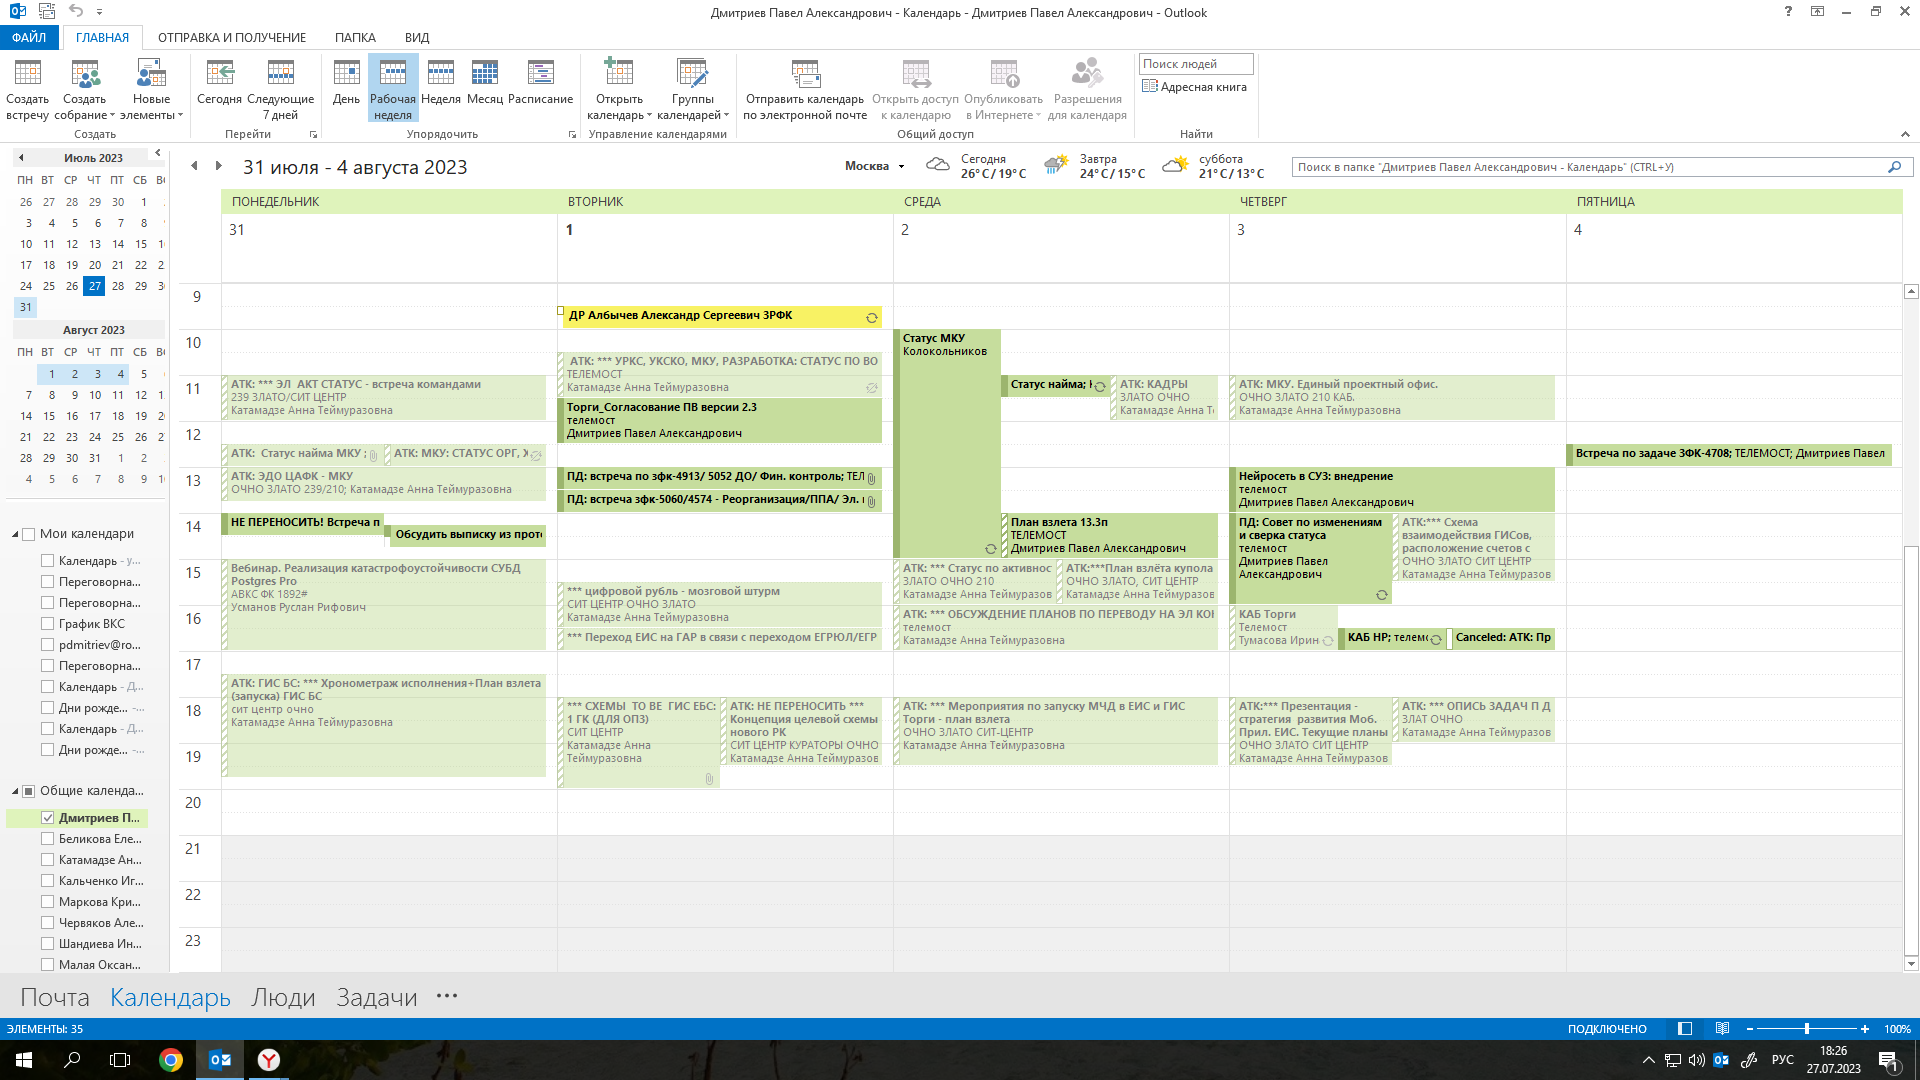 Дмитриев Павел Александрович - Календарь - Дмитриев Павел Александрович - Outlook
ФАЙЛ ГЛАВНАЯ ОТПРАВКА И ПОЛУЧЕНИЕ ПАПКА ВИД
Создать встречу
Создать собрание
Новые элементы
Сегодня
Следующие 7 дней
День
Рабочая неделя
Неделя
Месяц
Расписание
Открыть календарь
Группы календарей
Отправить календарь по электронной почте
Открыть доступ к календарю
Опубликовать в Интернете
Разрешения для календаря
Поиск людей
Адресная книга
Создать Перейти Упорядочить Управление календарями Общий доступ Найти
Июль 2023
ПН ВТ СР ЧТ ПТ СБ
26 27 28 29 30 1
3 4 5 6 7 8
10 11 12 13 14 15
17 18 19 20 21 22
24 25 26 27 28 29
31
Август 2023
ПН ВТ СР ЧТ ПТ СБ
1 2 3 4 5
7 8 9 10 11 12
14 15 16 17 18 19
21 22 23 24 25 26
28 29 30 31 1 2
4 5 6 7 8 9
Мои календари
Календарь - у...
Переговорна...
Переговорна...
График ВКС
pdmitriev@ro...
Переговорна...
Календарь - Д...
Дни рожде... -...
Календарь - Д...
Дни рожде... -...
Общие календа...
Дмитриев П...
Беликова Еле...
Катамадзе Ан...
Кальченко Иг...
Маркова Кри...
Червяков Але...
Шандиева Ин...
Малая Оксан...
31 июля - 4 августа 2023
Москва
Сегодня
26°C / 19°C
Завтра
24°C / 15°C
суббота
21°C / 13°C
Поиск в папке "Дмитриев Павел Александрович - Календарь" (CTRL+У)
ПОНЕДЕЛЬНИК ВТОРНИК СРЕДА ЧЕТВЕРГ ПЯТНИЦА
31 1 2 3 4
9
10
11
12
13
14
15
16
17
18
19
20
21
22
23
АТК: *** ЭЛ АКТ СТАТУС - встреча командами
239 ЗЛАТО/СИТ ЦЕНТР
Катамадзе Анна Теймуразовна
АТК: Статус найма МКУ ;
АТК: МКУ: СТАТУС ОРГ,
АТК: ЭДО ЦАФК - МКУ
ОЧНО ЗЛАТО 239/210; Катамадзе Анна Теймуразовна
НЕ ПЕРЕНОСИТЬ! Встреча п
Обсудить выписку из прот
Вебинар. Реализация катастрофоустойчивости СУБД
Postgres Pro
АВКС ФК 1892#
Усманов Руслан Рифович
АТК: ГИС БС: *** Хронометраж исполнения+План взлета
(запуска) ГИС БС
сит центр очно
Катамадзе Анна Теймуразовна
ДР Албычев Александр Сергеевич ЗРФК
АТК: *** УРКС, УКСКО, МКУ, РАЗРАБОТКА: СТАТУС ПО ВО
ТЕЛЕМОСТ
Катамадзе Анна Теймуразовна
Торги_Согласование ПВ версии 2.3
телемост
Дмитриев Павел Александрович
ПД: встреча по зфк-4913/ 5052 ДО/ Фин. контроль; ТЕЛ
ПД: встреча зфк-5060/4574 - Реорганизация/ППА/ Эл.
*** цифровой рубль - мозговой штурм
СИТ ЦЕНТР ОЧНО ЗЛАТО
Катамадзе Анна Теймуразовна
*** Переход ЕИС на ГАР в связи с переходом ЕГРЮЛ/ЕГР
*** СХЕМЫ ТО ВЕ ГИС ЕБС:
1 ГК (ДЛЯ ОПЗ)
СИТ ЦЕНТР
Катамадзе Анна
Теймуразовна
АТК: НЕ ПЕРЕНОСИТЬ ***
Концепция целевой схемы
нового РК
СИТ ЦЕНТР КУРАТОРЫ ОЧНО
Катамадзе Анна Теймуразов
Статус МКУ
Колокольников
Статус найма;
АТК: КАДРЫ
ЗЛАТО ОЧНО
Катамадзе Анна Т
План взлета 13.3п
ТЕЛЕМОСТ
Дмитриев Павел Александрович
АТК: *** Статус по активнос
ЗЛАТО ОЧНО 210
Катамадзе Анна Теймуразов
АТК:***План взлёта купола
ОЧНО ЗЛАТО, СИТ ЦЕНТР
Катамадзе Анна Теймуразов
АТК: *** ОБСУЖДЕНИЕ ПЛАНОВ ПО ПЕРЕВОДУ НА ЭЛ КОН
телемост
Катамадзе Анна Теймуразовна
АТК: *** Мероприятия по запуску МЧД в ЕИС и ГИС
Торги - план взлета
ОЧНО ЗЛАТО СИТ-ЦЕНТР
Катамадзе Анна Теймуразовна
АТК: МКУ. Единый проектный офис.
ОЧНО ЗЛАТО 210 КАБ.
Катамадзе Анна Теймуразовна
Нейросеть в СУЗ: внедрение
телемост
Дмитриев Павел Александрович
ПД: Совет по изменениям
и сверка статуса
телемост
Дмитриев Павел
Александрович
АТК:*** Схема
взаимодействия ГИСов,
расположение счетов с
ОЧНО ЗЛАТО СИТ ЦЕНТР
Катамадзе Анна Теймуразов
КАБ Торги
Телемост
Тумасова Ирин
КАБ НР; телем
Canceled: АТК: Пр
АТК:*** Презентация -
стратегия развития Моб.
Прил. ЕИС. Текущие планы
ОЧНО ЗЛАТО СИТ ЦЕНТР
Катамадзе Анна Теймуразов
АТК: *** ОПИСЬ ЗАДАЧ П Д
ЗЛАТ ОЧНО
Катамадзе Анна Теймуразов
Встреча по задаче ЗФК-4708; ТЕЛЕМОСТ; Дмитриев Павел
Почта Календарь Люди Задачи ...
ЭЛЕМЕНТЫ: 35
ПОДКЛЮЧЕНО
100%
РУС
18:26
27.07.2023
1